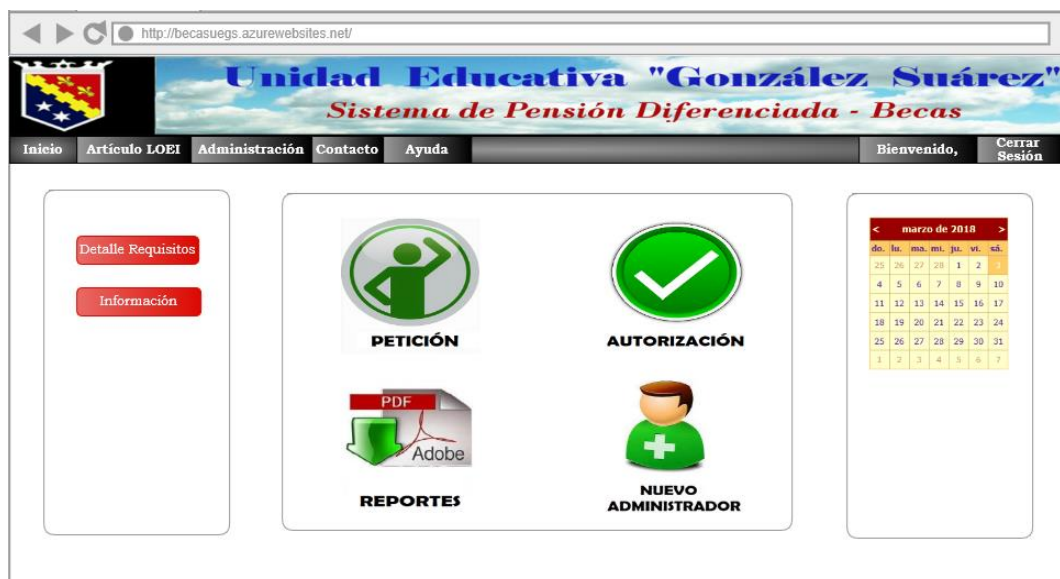 http://becasuegs.azurewebsites.net/
Unidad Educativa "González Suárez"
Sistema de Pensión Diferenciada - Becas
Inicio Artículo LOEI Administración Contacto Ayuda Bienvenido, Cerrar Sesión
Detalle Requisitos
Información
PETICIÓN
AUTORIZACIÓN
PDF
Adobe
REPORTES
NUEVO
ADMINISTRADOR
< marzo de 2018 >
do. lu. ma. mi. ju. vi. sá.
25 26 27 28 1 2 3
4 5 6 7 8 9 10
11 12 13 14 15 16 17
18 19 20 21 22 23 24
25 26 27 28 29 30 31
1 2 3 4 5 6 7